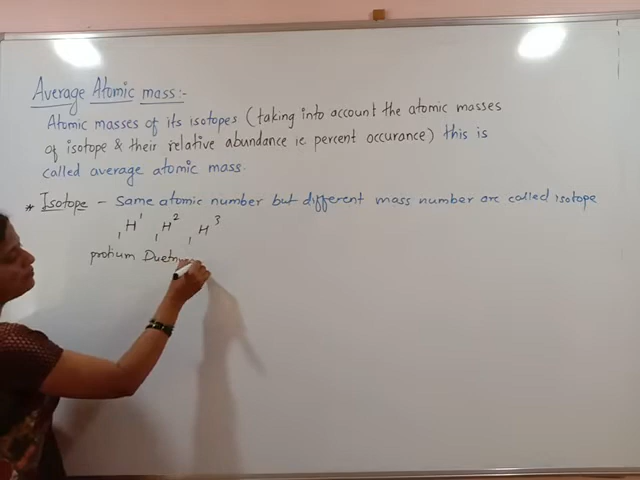 Average Atomic mass:-
Atomic masses of its isotopes (taking into account the atomic masses
of isotope & their relative abundance ie percent occurance) this is
called average atomic mass.
* Isotope - Same atomic number but different mass number are called isotope
₁H¹ ₁H² ₁H³
protium